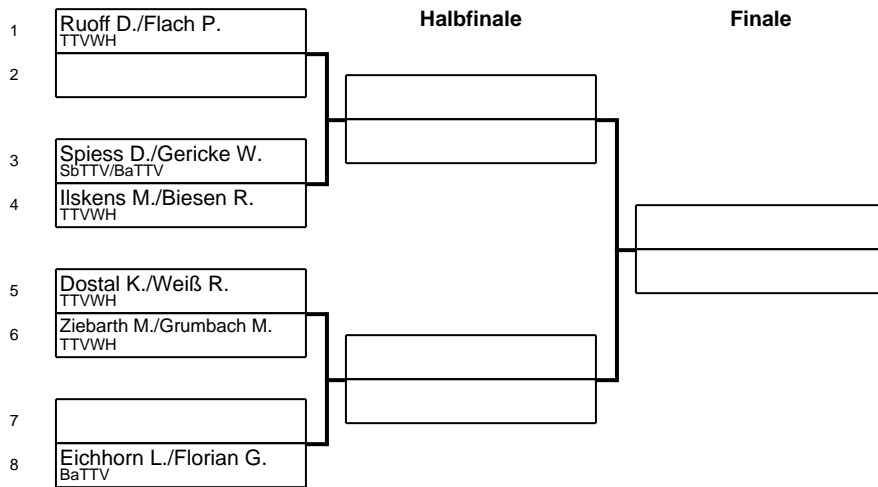 Halbfinale
Finale
1
Ruoff D./Flach P.
TTVWH
2
3
Spiess D./Gericke W.
SbTTV/BaTTV
4
Ilskens M./Biesen R.
TTVWH
5
Dostal K./Weiß R.
TTVWH
6
Ziebarth M./Grumbach M.
TTVWH
7
8
Eichhorn L./Florian G.
BaTTV